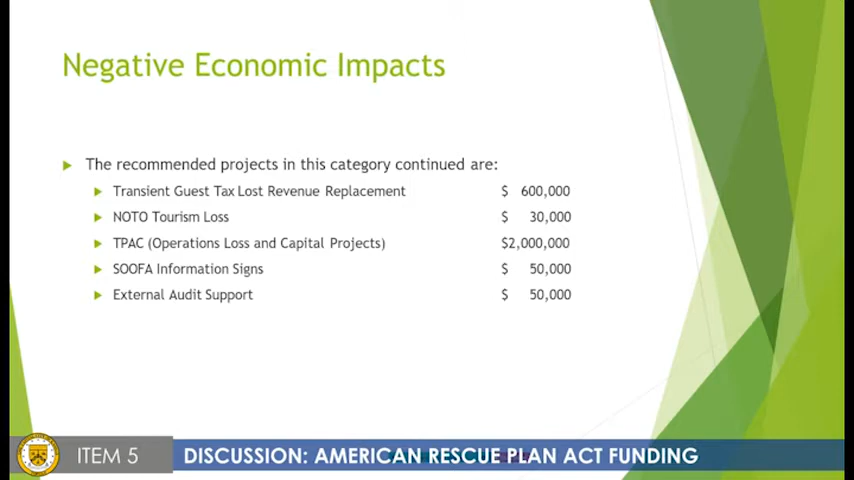 Negative Economic Impacts
The recommended projects in this category continued are:
Transient Guest Tax Lost Revenue Replacement $ 600,000
NOTO Tourism Loss $ 30,000
TPAC (Operations Loss and Capital Projects) $2,000,000
SOOFA Information Signs $ 50,000
External Audit Support $ 50,000
ITEM 5 DISCUSSION: AMERICAN RESCUE PLAN ACT FUNDING